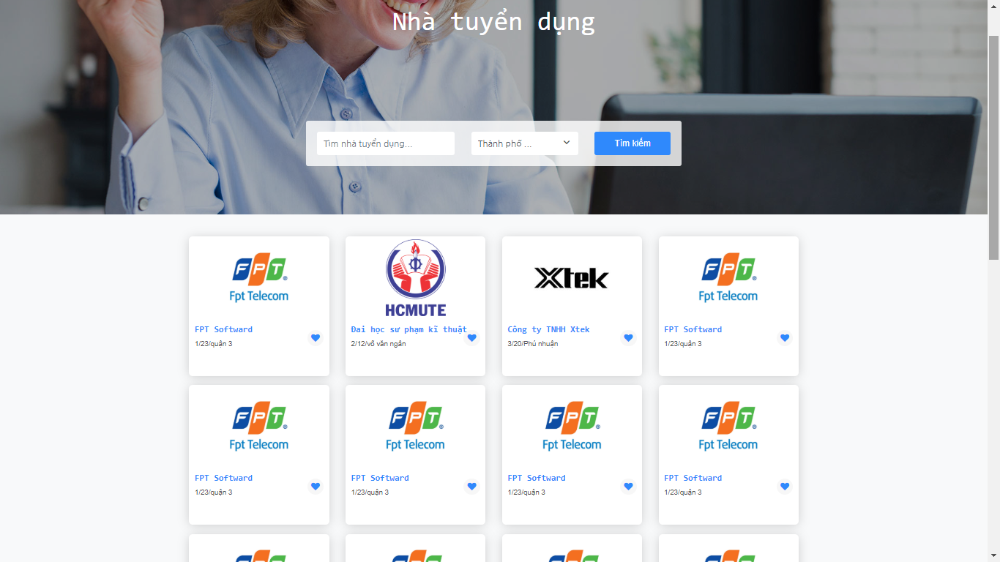 Nhà tuyển dụng
Tìm nhà tuyển dụng...
Thành phố ...
Tìm kiếm
FPT®
Fpt Telecom
FPT Softward
1/23/quận 3
HCMUTE
Đai học sư phạm kĩ thuật
2/12/võ văn ngân
Xtek
Công ty TNHH Xtek
3/20/Phú nhuận
FPT®
Fpt Telecom
FPT Softward
1/23/quận 3
FPT®
Fpt Telecom
FPT Softward
1/23/quận 3
FPT®
Fpt Telecom
FPT Softward
1/23/quận 3
FPT®
Fpt Telecom
FPT Softward
1/23/quận 3
FPT®
Fpt Telecom
FPT Softward
1/23/quận 3